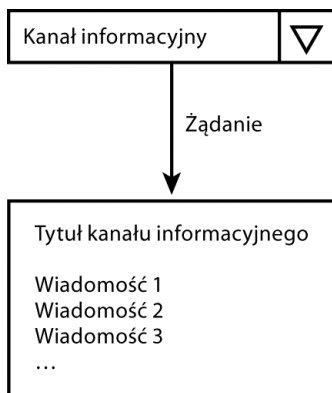 Kanał informacyjny
Żądanie
Tytuł kanału informacyjnego
Wiadomość 1
Wiadomość 2
Wiadomość 3
...